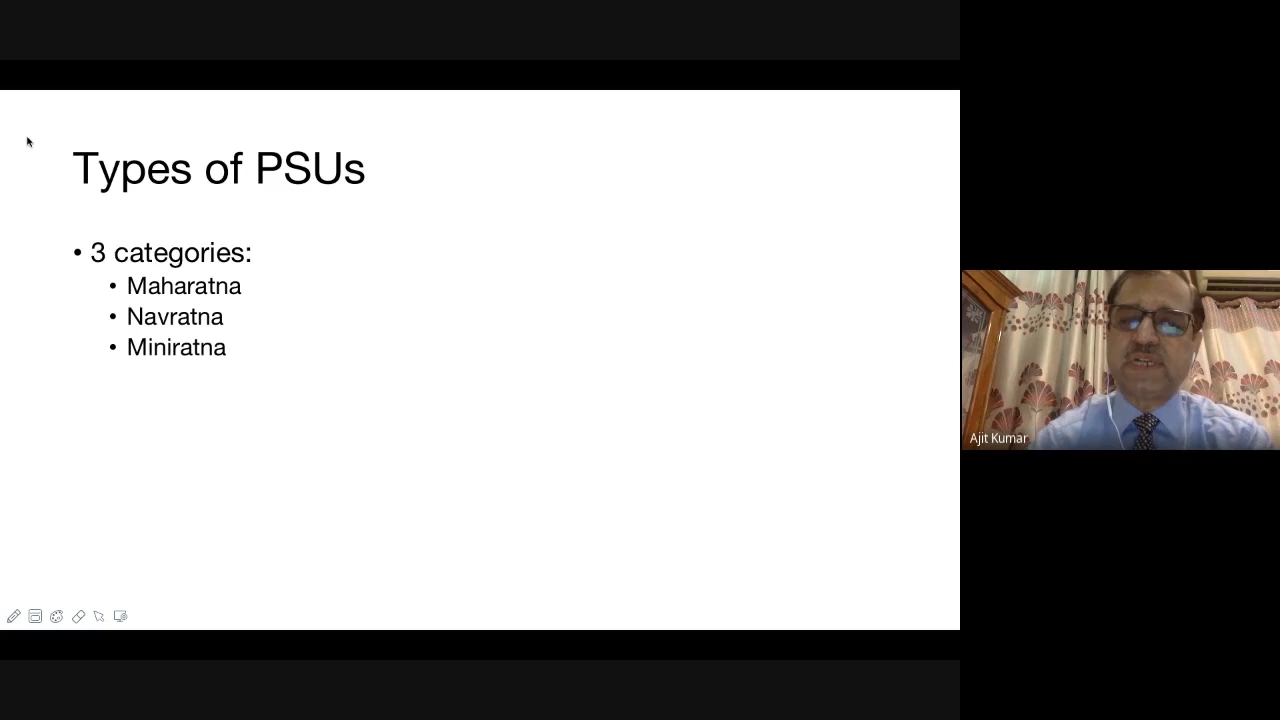 Types of PSUs
• 3 categories:
• Maharatna
• Navratna
• Miniratna
Ajit Kumar